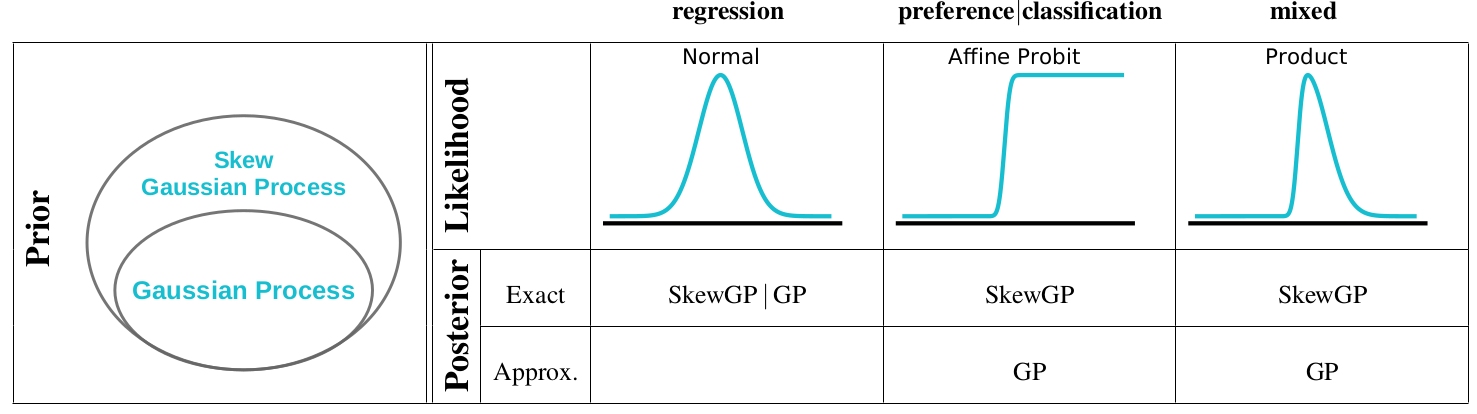 regression
preference|classification
mixed
Prior
Skew
Gaussian Process
Gaussian Process
Likelihood
Normal
Affine Probit
Product
Posterior
Exact
SkewGP | GP
SkewGP
SkewGP
Approx.
GP
GP